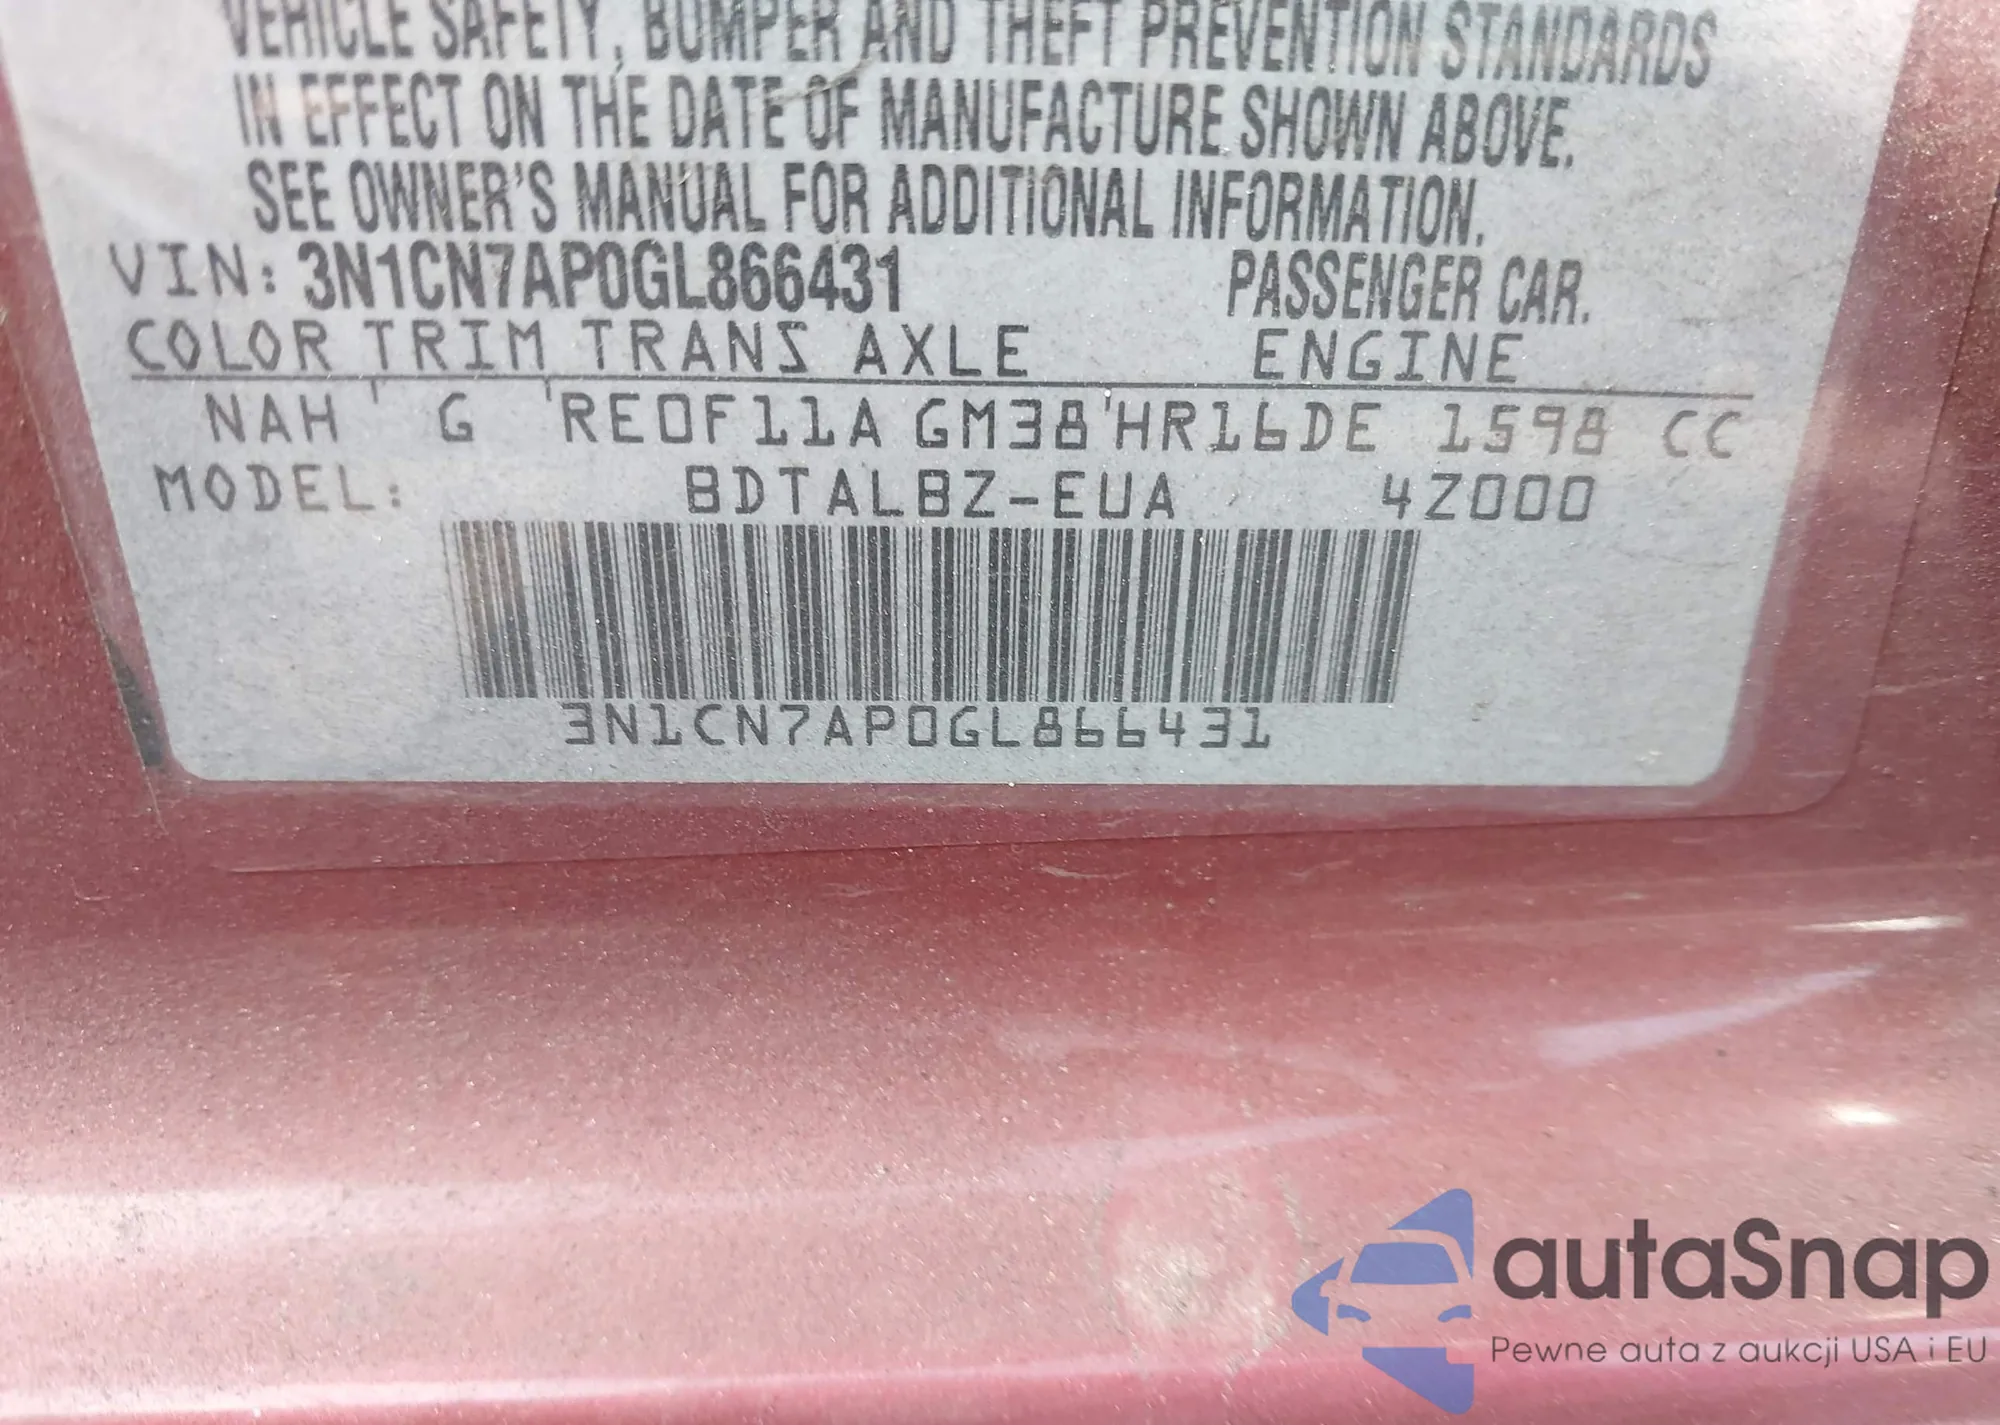 VEHICLE SAFETY, BUMPER AND THEFT PREVENTION STANDARDS
IN EFFECT ON THE DATE OF MANUFACTURE SHOWN ABOVE.
SEE OWNER'S MANUAL FOR ADDITIONAL INFORMATION.
VIN: 3N1CN7AP0GL866431 PASSENGER CAR.
COLOR TRIM TRANS AXLE ENGINE
NAH ' G 'RE0F11A GM38'HR16DE 1598 CC
MODEL: BDTALBZ-EUA 4Z000
3N1CN7AP0GL866431
autaSnap
Pewne auta z aukcji USA i EU